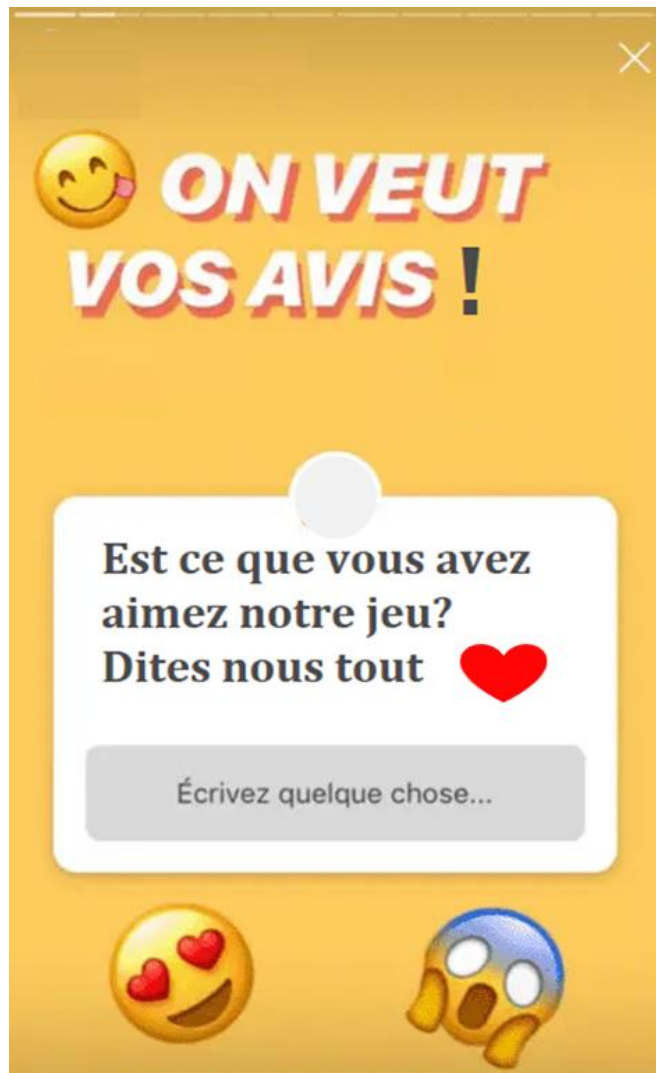 ON VEUT
VOS AVIS !
Est ce que vous avez
aimez notre jeu?
Dites nous tout
Écrivez quelque chose...